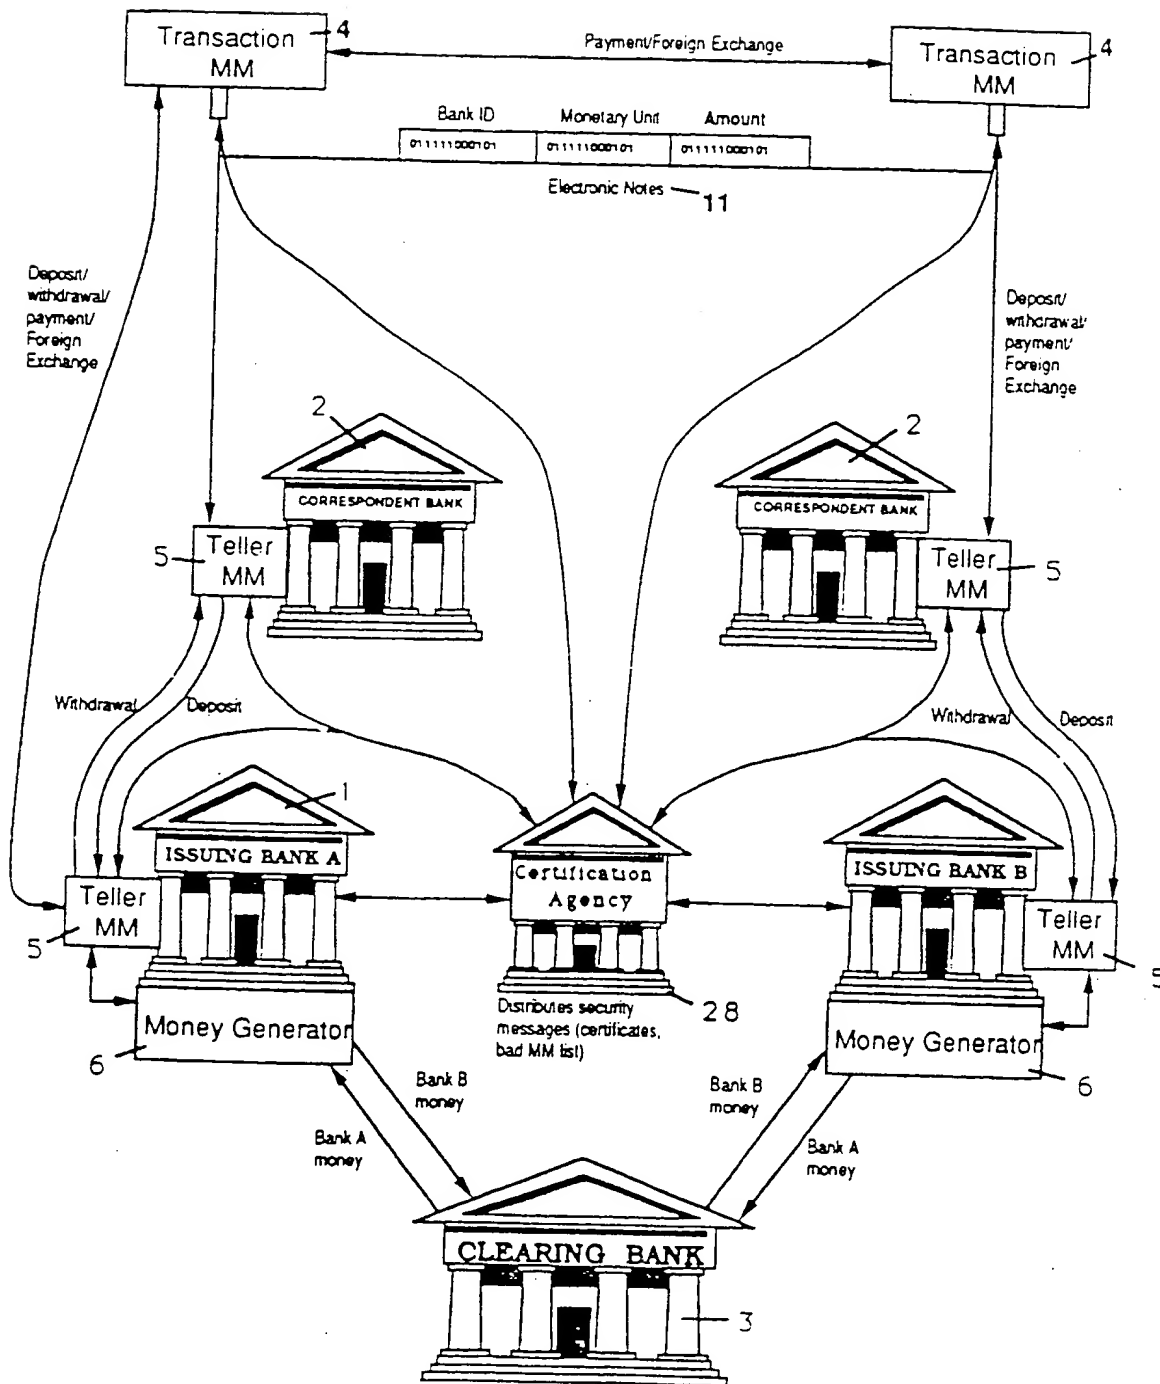 Transaction
MM
4
Payment/Foreign Exchange
Transaction
MM
4
Bank ID
Monetary Unit
Amount
011111000101
011111000101
011111000101
Electronic Notes
11
Deposit/
withdrawal/
payment/
Foreign
Exchange
Deposit/
withdrawal/
payment/
Foreign
Exchange
2
CORRESPONDENT BANK
Teller
MM
5
2
CORRESPONDENT BANK
Teller
MM
5
Withdrawal
Deposit
Withdrawal
Deposit
1
ISSUING BANK A
Teller
MM
5
Money Generator
6
Certification
Agency
28
Distributes security
messages (certificates,
bad MM list)
ISSUING BANK B
Teller
MM
5
Money Generator
6
Bank B
money
Bank A
money
Bank B
money
Bank A
money
CLEARING BANK
3